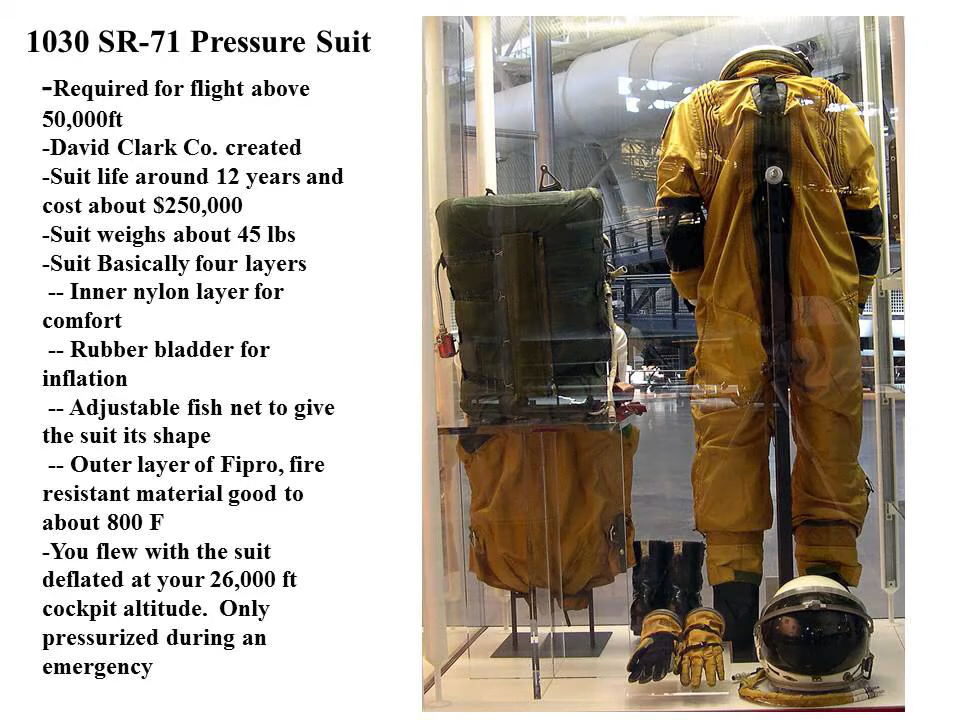 1030 SR-71 Pressure Suit
-Required for flight above
50,000ft
-David Clark Co. created
-Suit life around 12 years and
cost about $250,000
-Suit weighs about 45 lbs
-Suit Basically four layers
-- Inner nylon layer for
comfort
-- Rubber bladder for
inflation
-- Adjustable fish net to give
the suit its shape
-- Outer layer of Fipro, fire
resistant material good to
about 800 F
-You flew with the suit
deflated at your 26,000 ft
cockpit altitude.  Only
pressurized during an
emergency